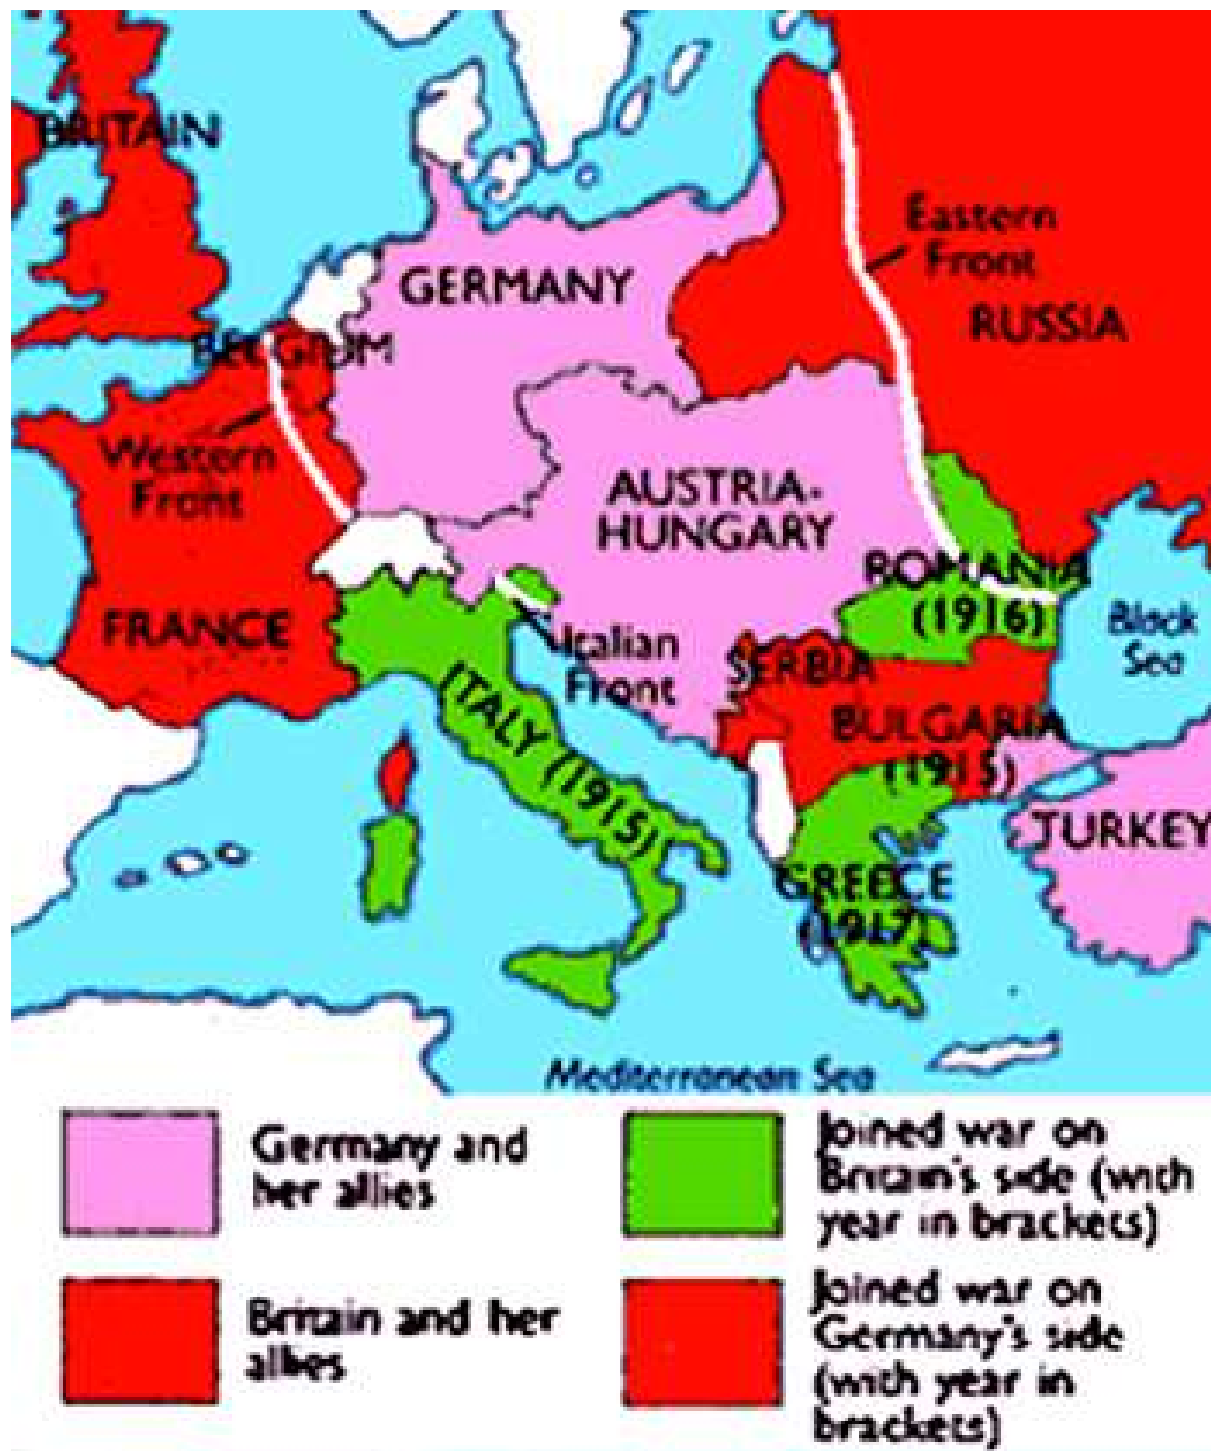 BRITAIN
Eastern
Front
GERMANY
RUSSIA
BELGIUM
Western
Front
AUSTRIA-
HUNGARY
ROMANIA
(1916)
Black
Sea
FRANCE
Italian
Front
SERBIA
ITALY (1915)
BULGARIA
(1915)
TURKEY
GREECE
(1917)
Mediterranean Sea
Germany and
her allies
Joined war on
Britain's side (with
year in brackets)
Britain and her
allies
Joined war on
Germany's side
(with year in
brackets)